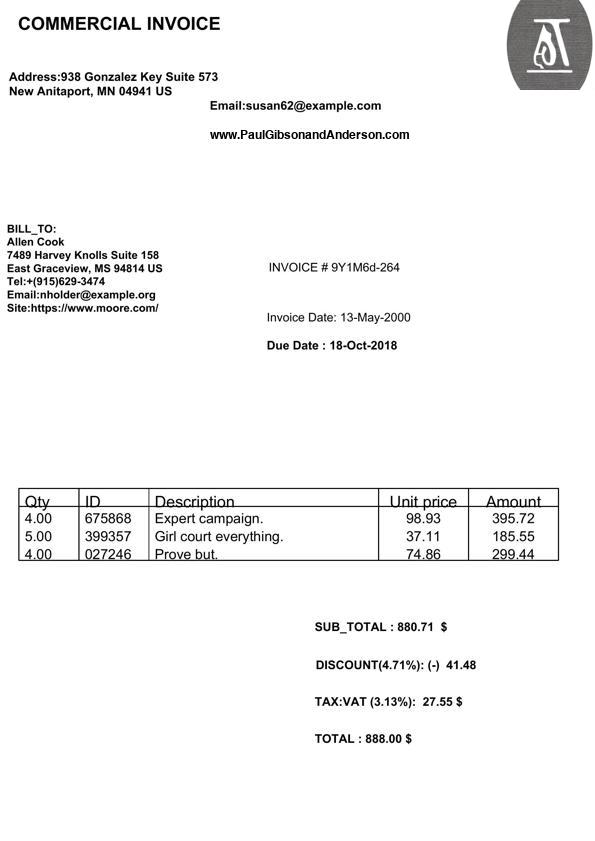 COMMERCIAL INVOICE
Address:938 Gonzalez Key Suite 573
New Anitaport, MN 04941 US
Email:susan62@example.com
www.PaulGibsonandAnderson.com
BILL_TO:
Allen Cook
7489 Harvey Knolls Suite 158
East Graceview, MS 94814 US
Tel:+(915)629-3474
Email:nholder@example.org
Site:https://www.moore.com/
INVOICE # 9Y1M6d-264
Invoice Date: 13-May-2000
Due Date : 18-Oct-2018
Qty ID Description Unit price Amount
4.00 675868 Expert campaign. 98.93 395.72
5.00 399357 Girl court everything. 37.11 185.55
4.00 027246 Prove but. 74.86 299.44
SUB_TOTAL : 880.71 $
DISCOUNT(4.71%): (-) 41.48
TAX:VAT (3.13%): 27.55 $
TOTAL : 888.00 $